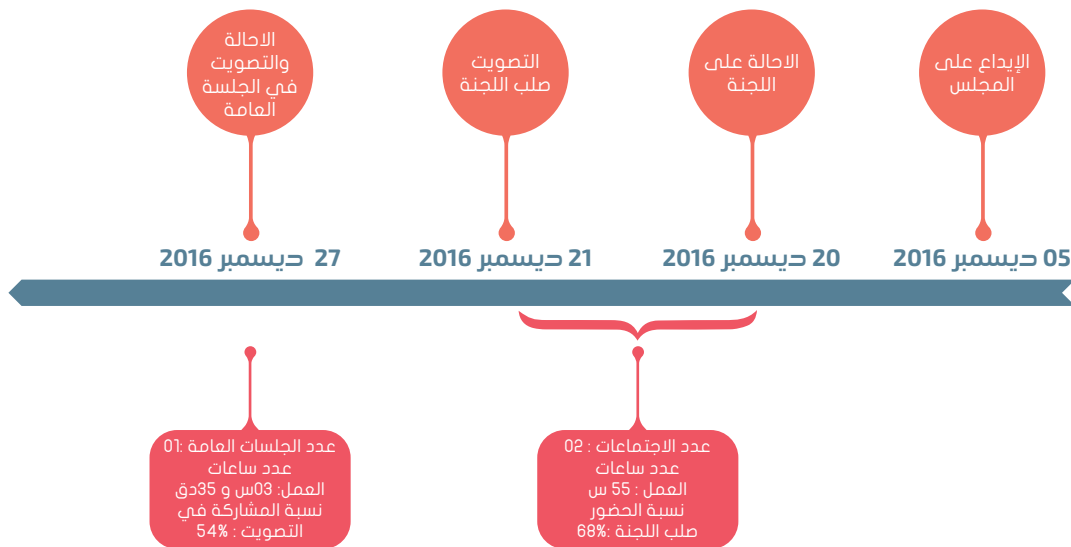 الإيداع على
المجلس
الاحالة على
اللجنة
التصويت
صلب اللجنة
الاحالة
والتصويت
في الجلسة
العامة
05 ديسمبر 2016
20 ديسمبر 2016
21 ديسمبر 2016
27 ديسمبر 2016
عدد الاجتماعات : 02
عدد ساعات
العمل : 55 س
نسبة الحضور
صلب اللجنة :68%
عدد الجلسات العامة :01
عدد ساعات
العمل: 03س و 35دق
نسبة المشاركة في
التصويت : 54%